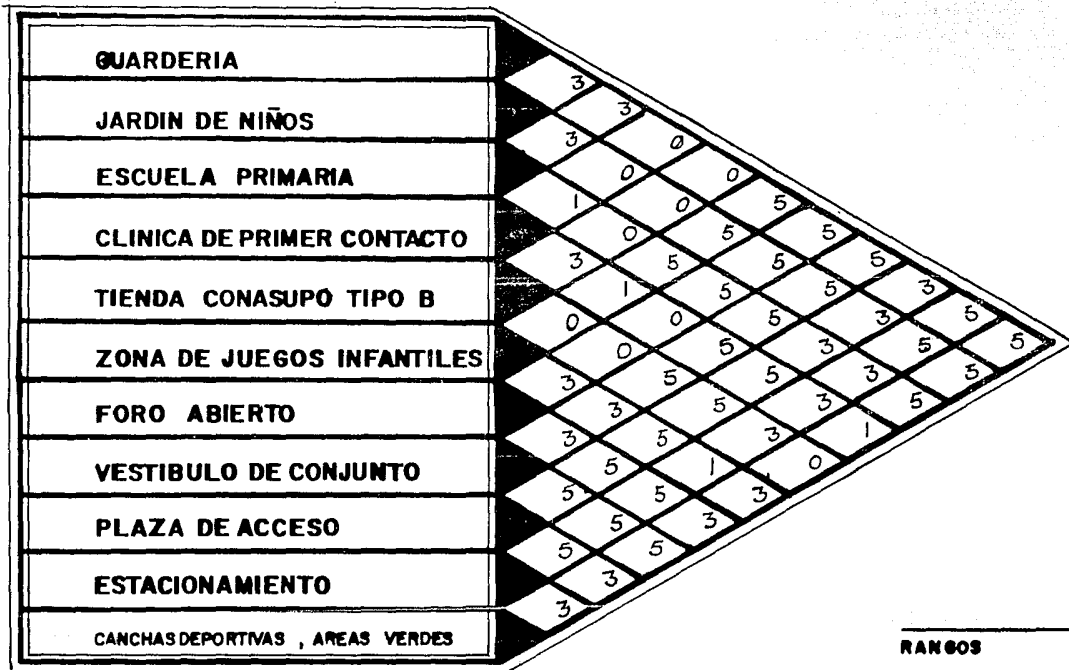 GUARDERIA
3
3
JARDIN DE NIÑOS
3 0
0 0
ESCUELA PRIMARIA
1 0 5
0 5 5
CLINICA DE PRIMER CONTACTO
3 5 5 5
1 5 5 3
TIENDA CONASUPO TIPO B
0 0 5 3 5
0 5 3 5 5
ZONA DE JUEGOS INFANTILES
3 5 5 3 3
3 5 3 5
FORO ABIERTO
3 5 3 1
5 1 0
VESTIBULO DE CONJUNTO
5 5 3
5 3
PLAZA DE ACCESO
5 5
3
ESTACIONAMIENTO
3
CANCHAS DEPORTIVAS , AREAS VERDES
RANGOS